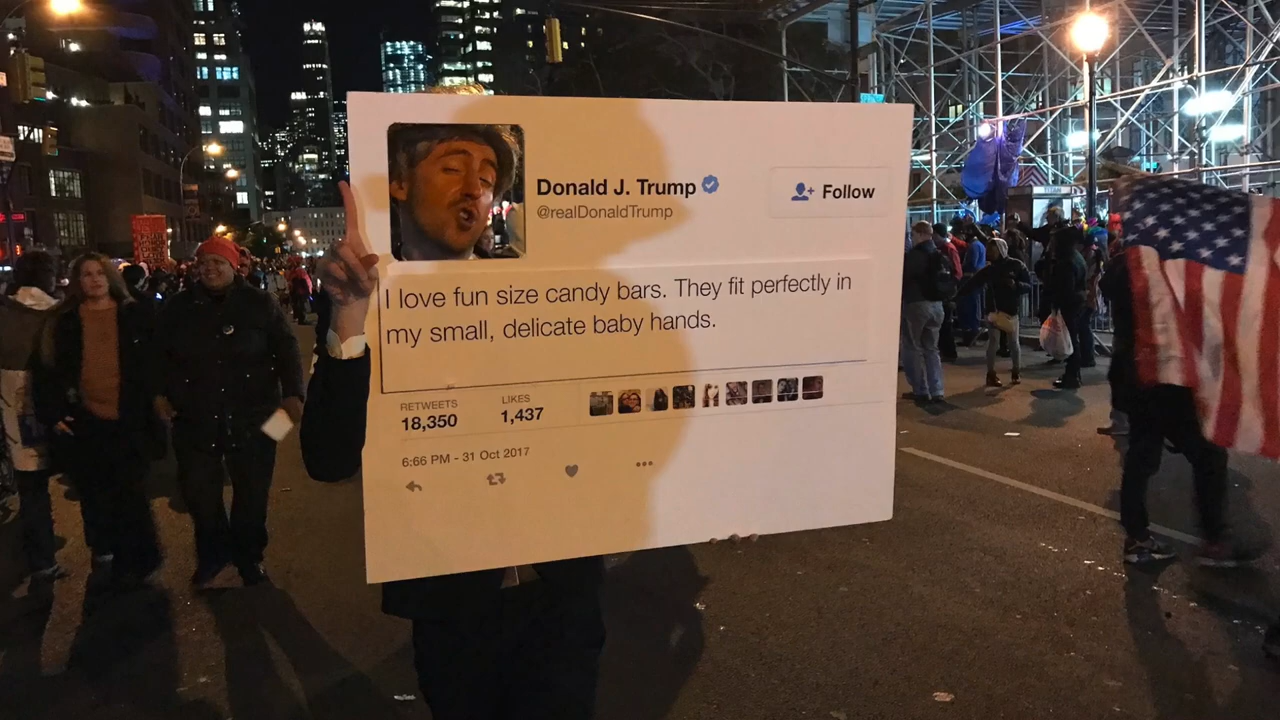 Donald J. Trump
Follow
@realDonaldTrump
I love fun size candy bars. They fit perfectly in
my small, delicate baby hands.
RETWEETS
LIKES
18,350
1,437
6:66 PM - 31 Oct 2017